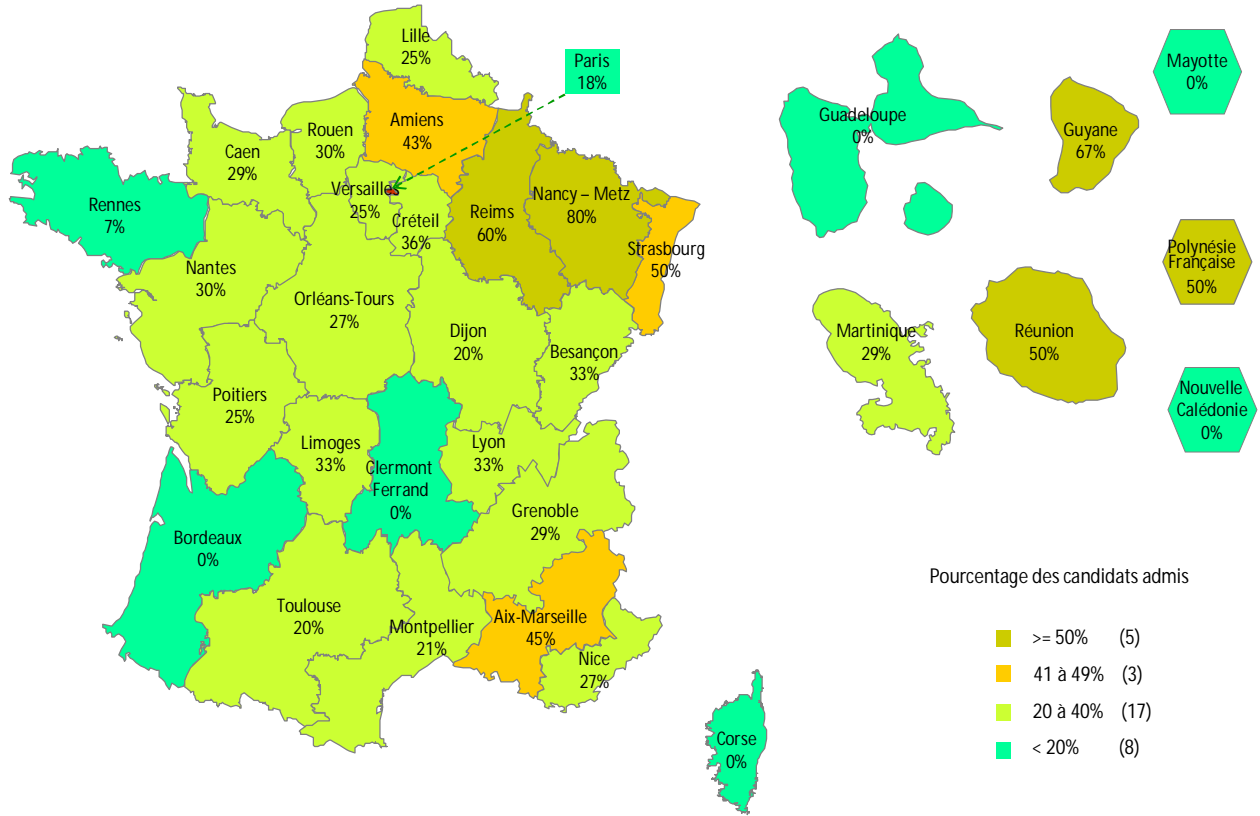 Lille
25%
Paris
18%
Mayotte
0%
Amiens
43%
Rouen
30%
Guadeloupe
0%
Guyane
67%
Caen
29%
Versailles
25%
Nancy – Metz
80%
Rennes
7%
Reims
60%
Créteil
36%
Strasbourg
50%
Polynésie
Française
50%
Nantes
30%
Orléans-Tours
27%
Dijon
20%
Besançon
33%
Martinique
29%
Réunion
50%
Nouvelle
Calédonie
0%
Poitiers
25%
Limoges
33%
Clermont
Ferrand
0%
Lyon
33%
Grenoble
29%
Bordeaux
0%
Toulouse
20%
Montpellier
21%
Aix-Marseille
45%
Nice
27%
Corse
0%
Pourcentage des candidats admis
>= 50% (5)
41 à 49% (3)
20 à 40% (17)
< 20% (8)